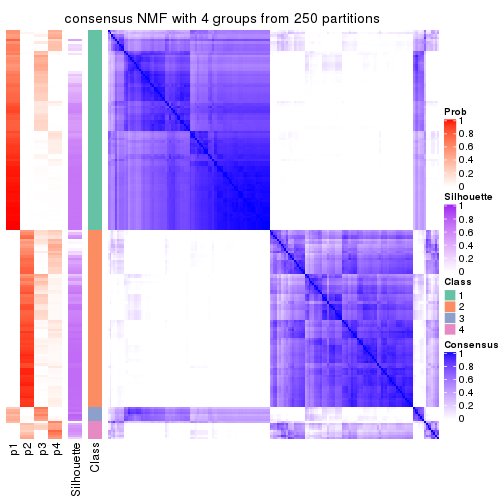 consensus NMF with 4 groups from 250 partitions
Prob
1
0.8
0.6
0.4
0.2
0
Silhouette
1
0.8
0.6
0.4
0.2
0
Class
1
2
3
4
Consensus
1
0.8
0.6
0.4
0.2
0
p1
p2
p3
p4
Silhouette
Class